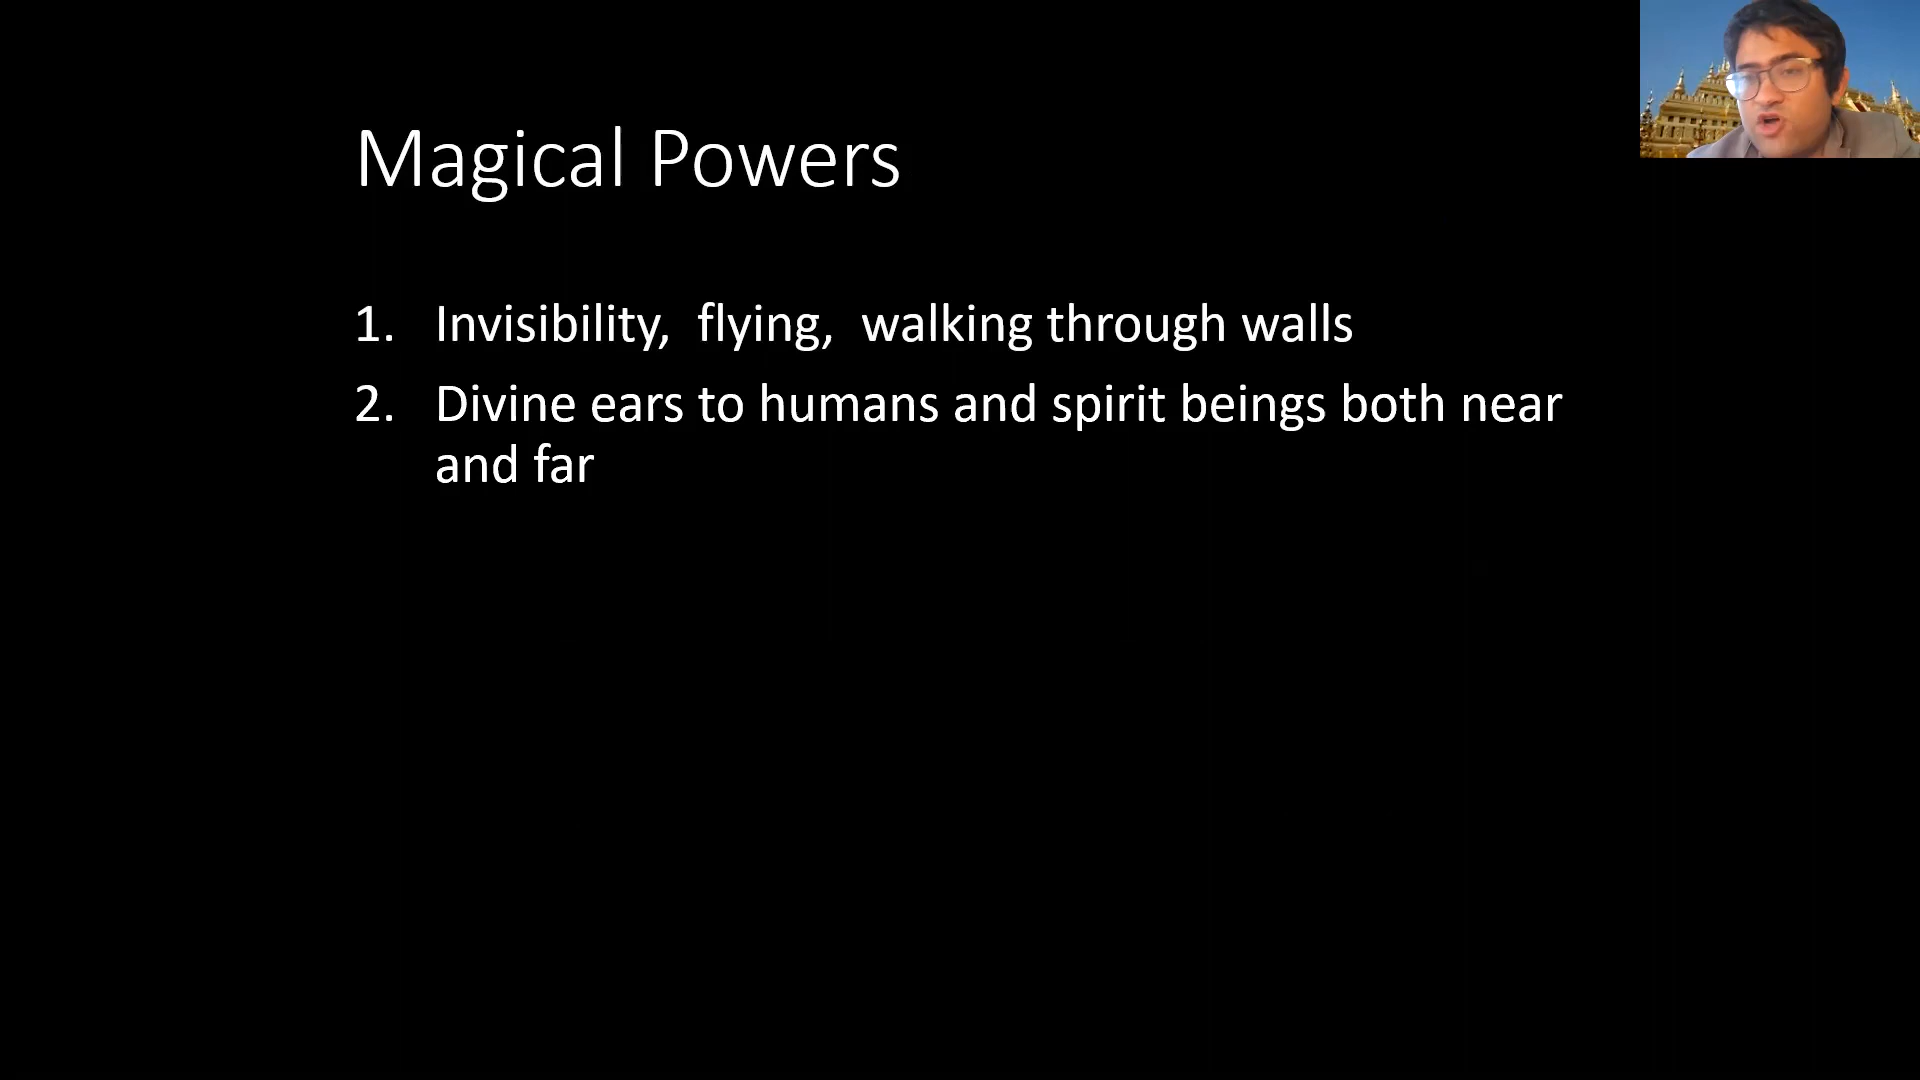 Magical Powers
1. Invisibility, flying, walking through walls
2. Divine ears to humans and spirit beings both near
and far